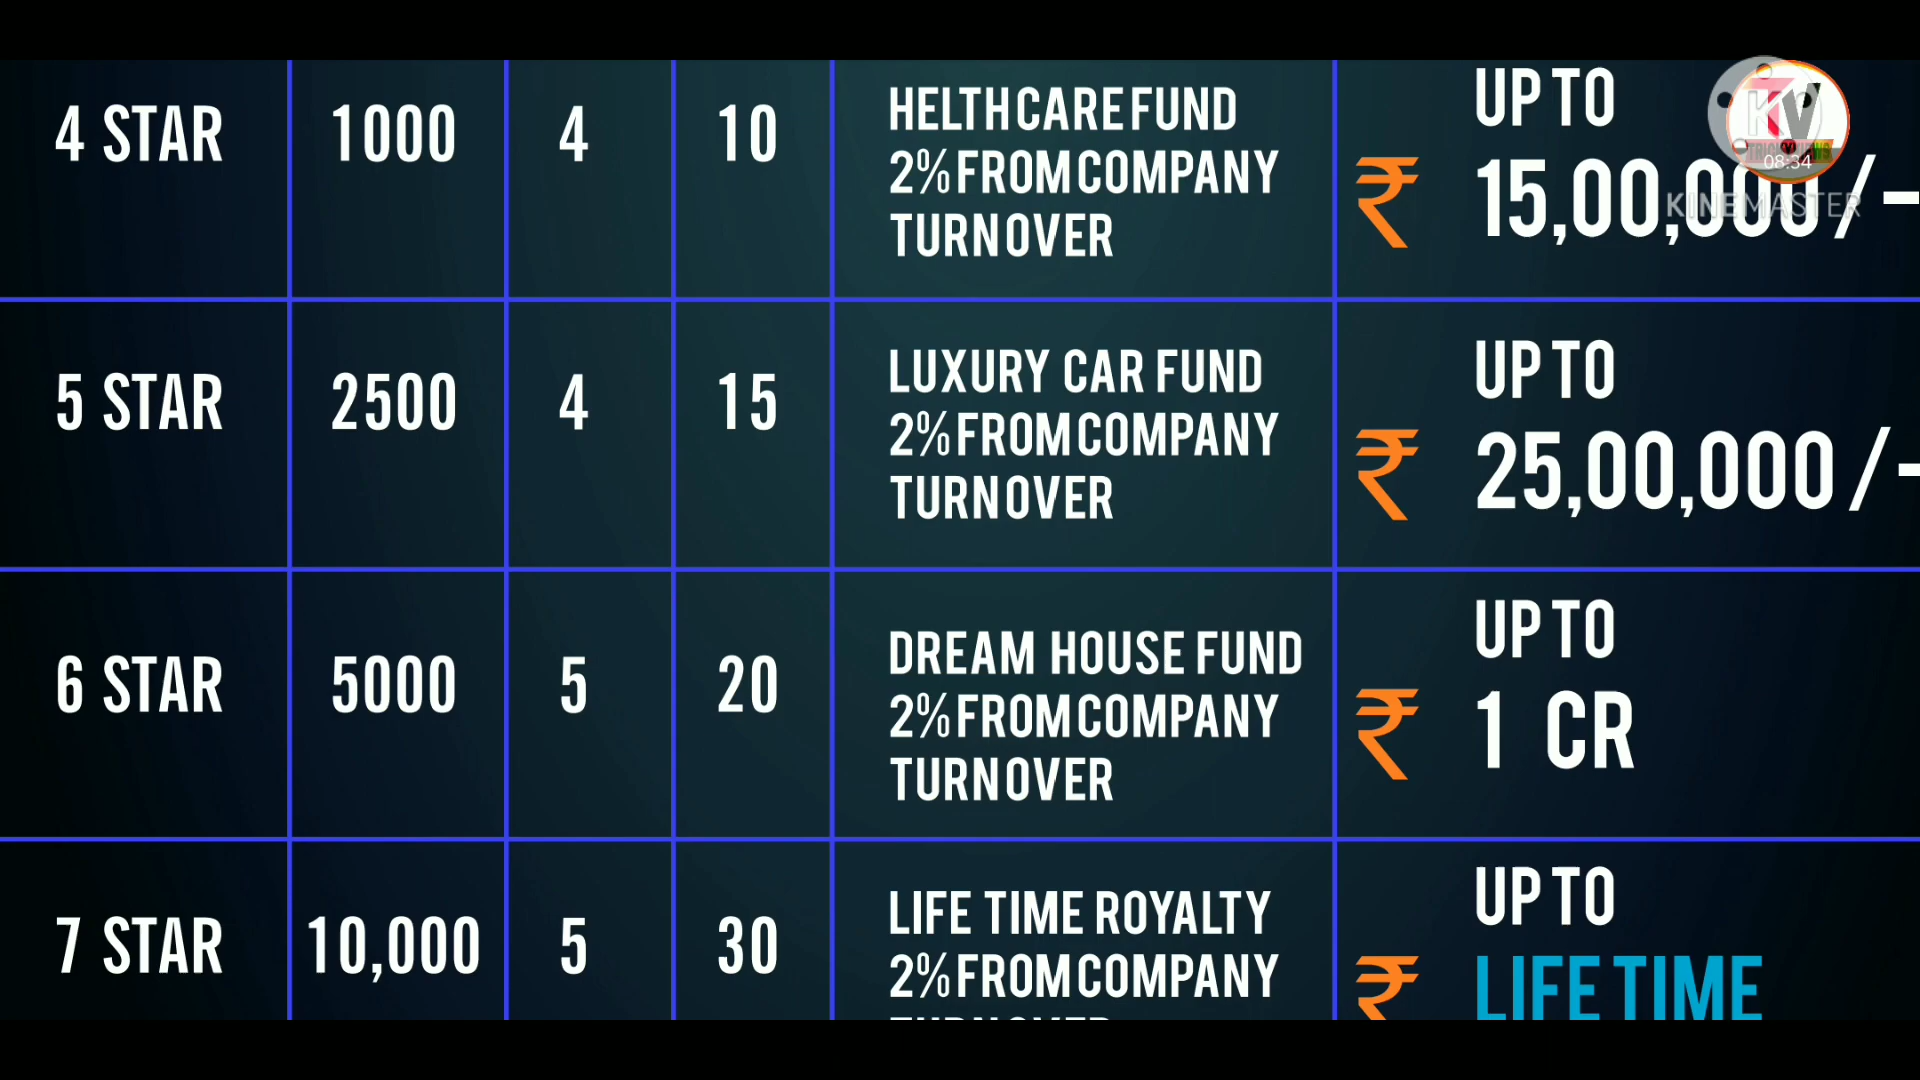 4 STAR
1000
4
10
HELTH CARE FUND
2% FROM COMPANY
TURNOVER
UP TO
₹ 15,00,000/-
5 STAR
2500
4
15
LUXURY CAR FUND
2% FROM COMPANY
TURNOVER
UP TO
₹ 25,00,000/-
6 STAR
5000
5
20
DREAM HOUSE FUND
2% FROM COMPANY
TURNOVER
UP TO
₹ 1 CR
7 STAR
10,000
5
30
LIFE TIME ROYALTY
2% FROM COMPANY
UP TO
₹ LIFE TIME
08:34
KINEMASTER